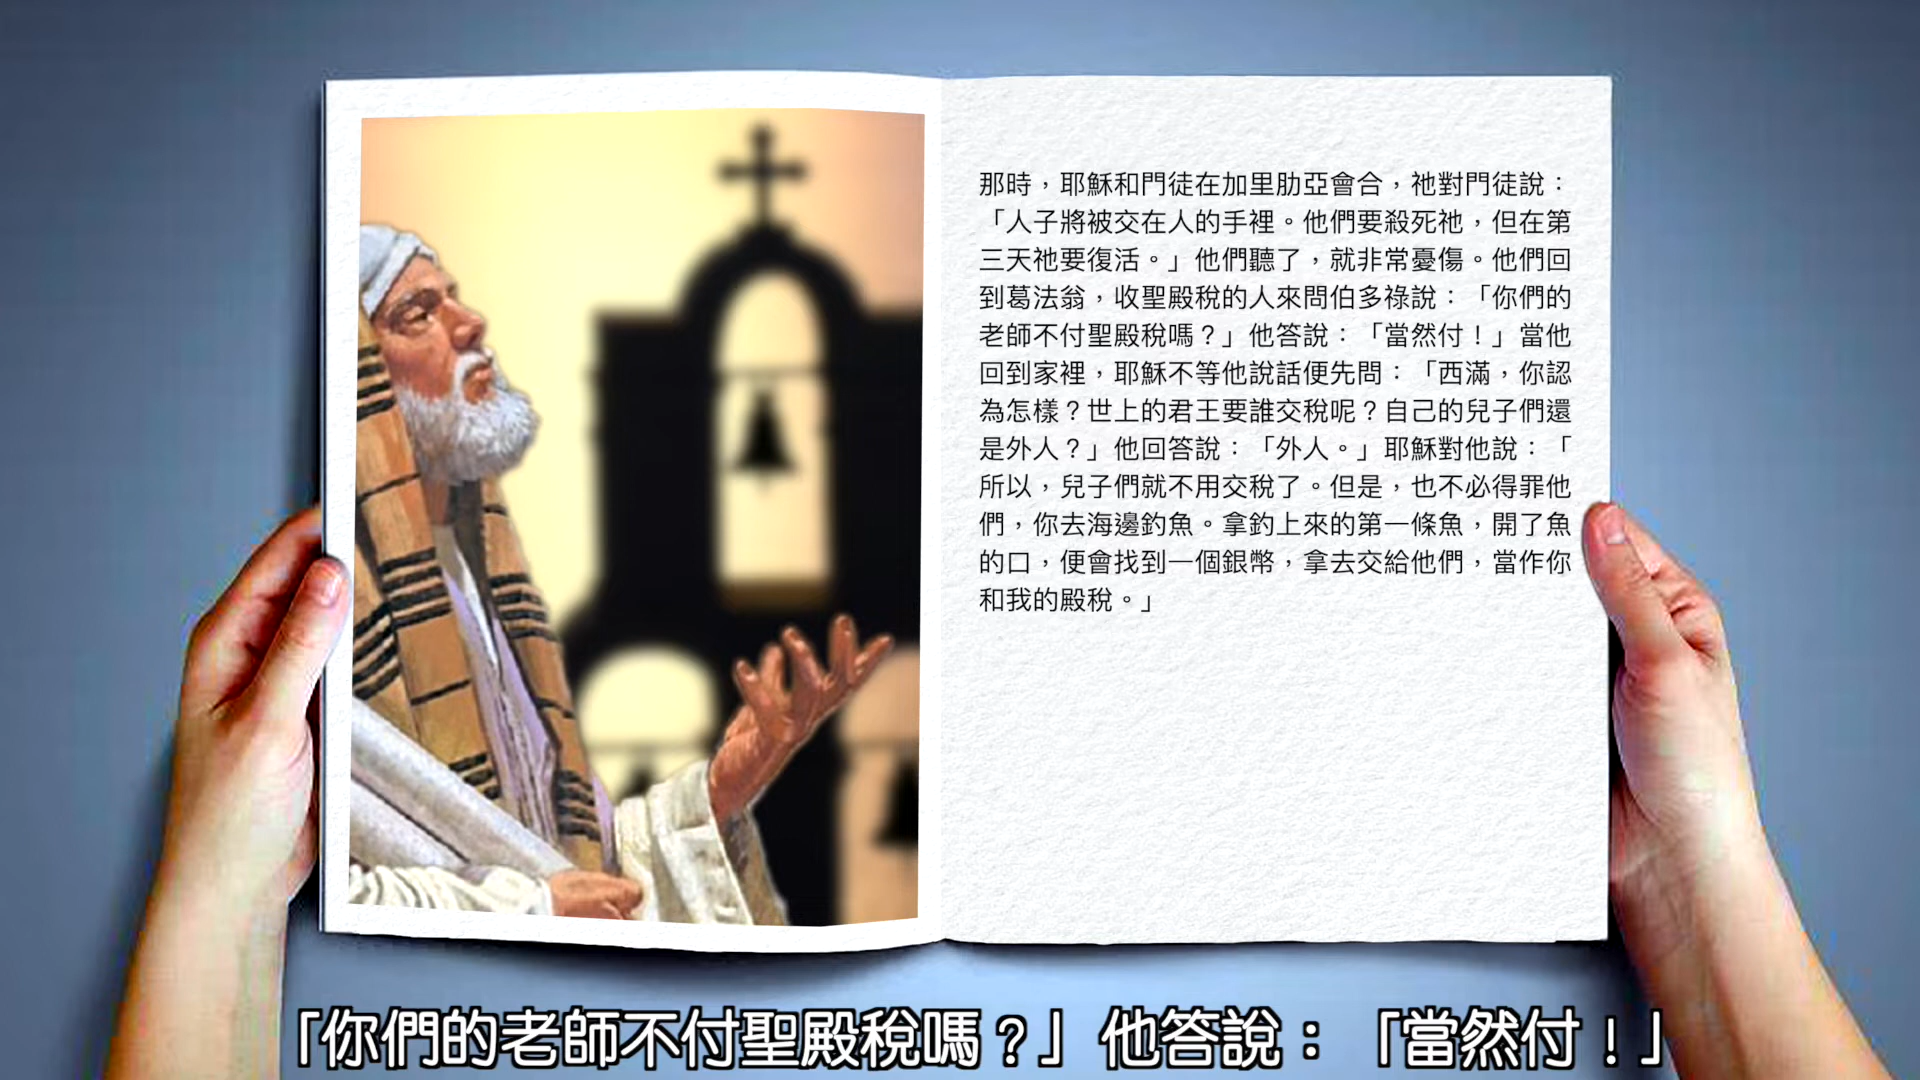 那時，耶穌和門徒在加里肋亞會合，祂對門徒說：
「人子將被交在人的手裡。他們要殺死祂，但在第
三天祂要復活。」他們聽了，就非常憂傷。他們回
到葛法翁，收聖殿稅的人來問伯多祿說：「你們的
老師不付聖殿稅嗎？」他答說：「當然付！」當他
回到家裡，耶穌不等他說話便先問：「西滿，你認
為怎樣？世上的君王要誰交稅呢？自己的兒子們還
是外人？」他回答說：「外人。」耶穌對他說：「
所以，兒子們就不用交稅了。但是，也不必得罪他
們，你去海邊釣魚。拿釣上來的第一條魚，開了魚
的口，便會找到一個銀幣，拿去交給他們，當作你
和我的殿稅。」
「你們的老師不付聖殿稅嗎？」他答說：「當然付！」